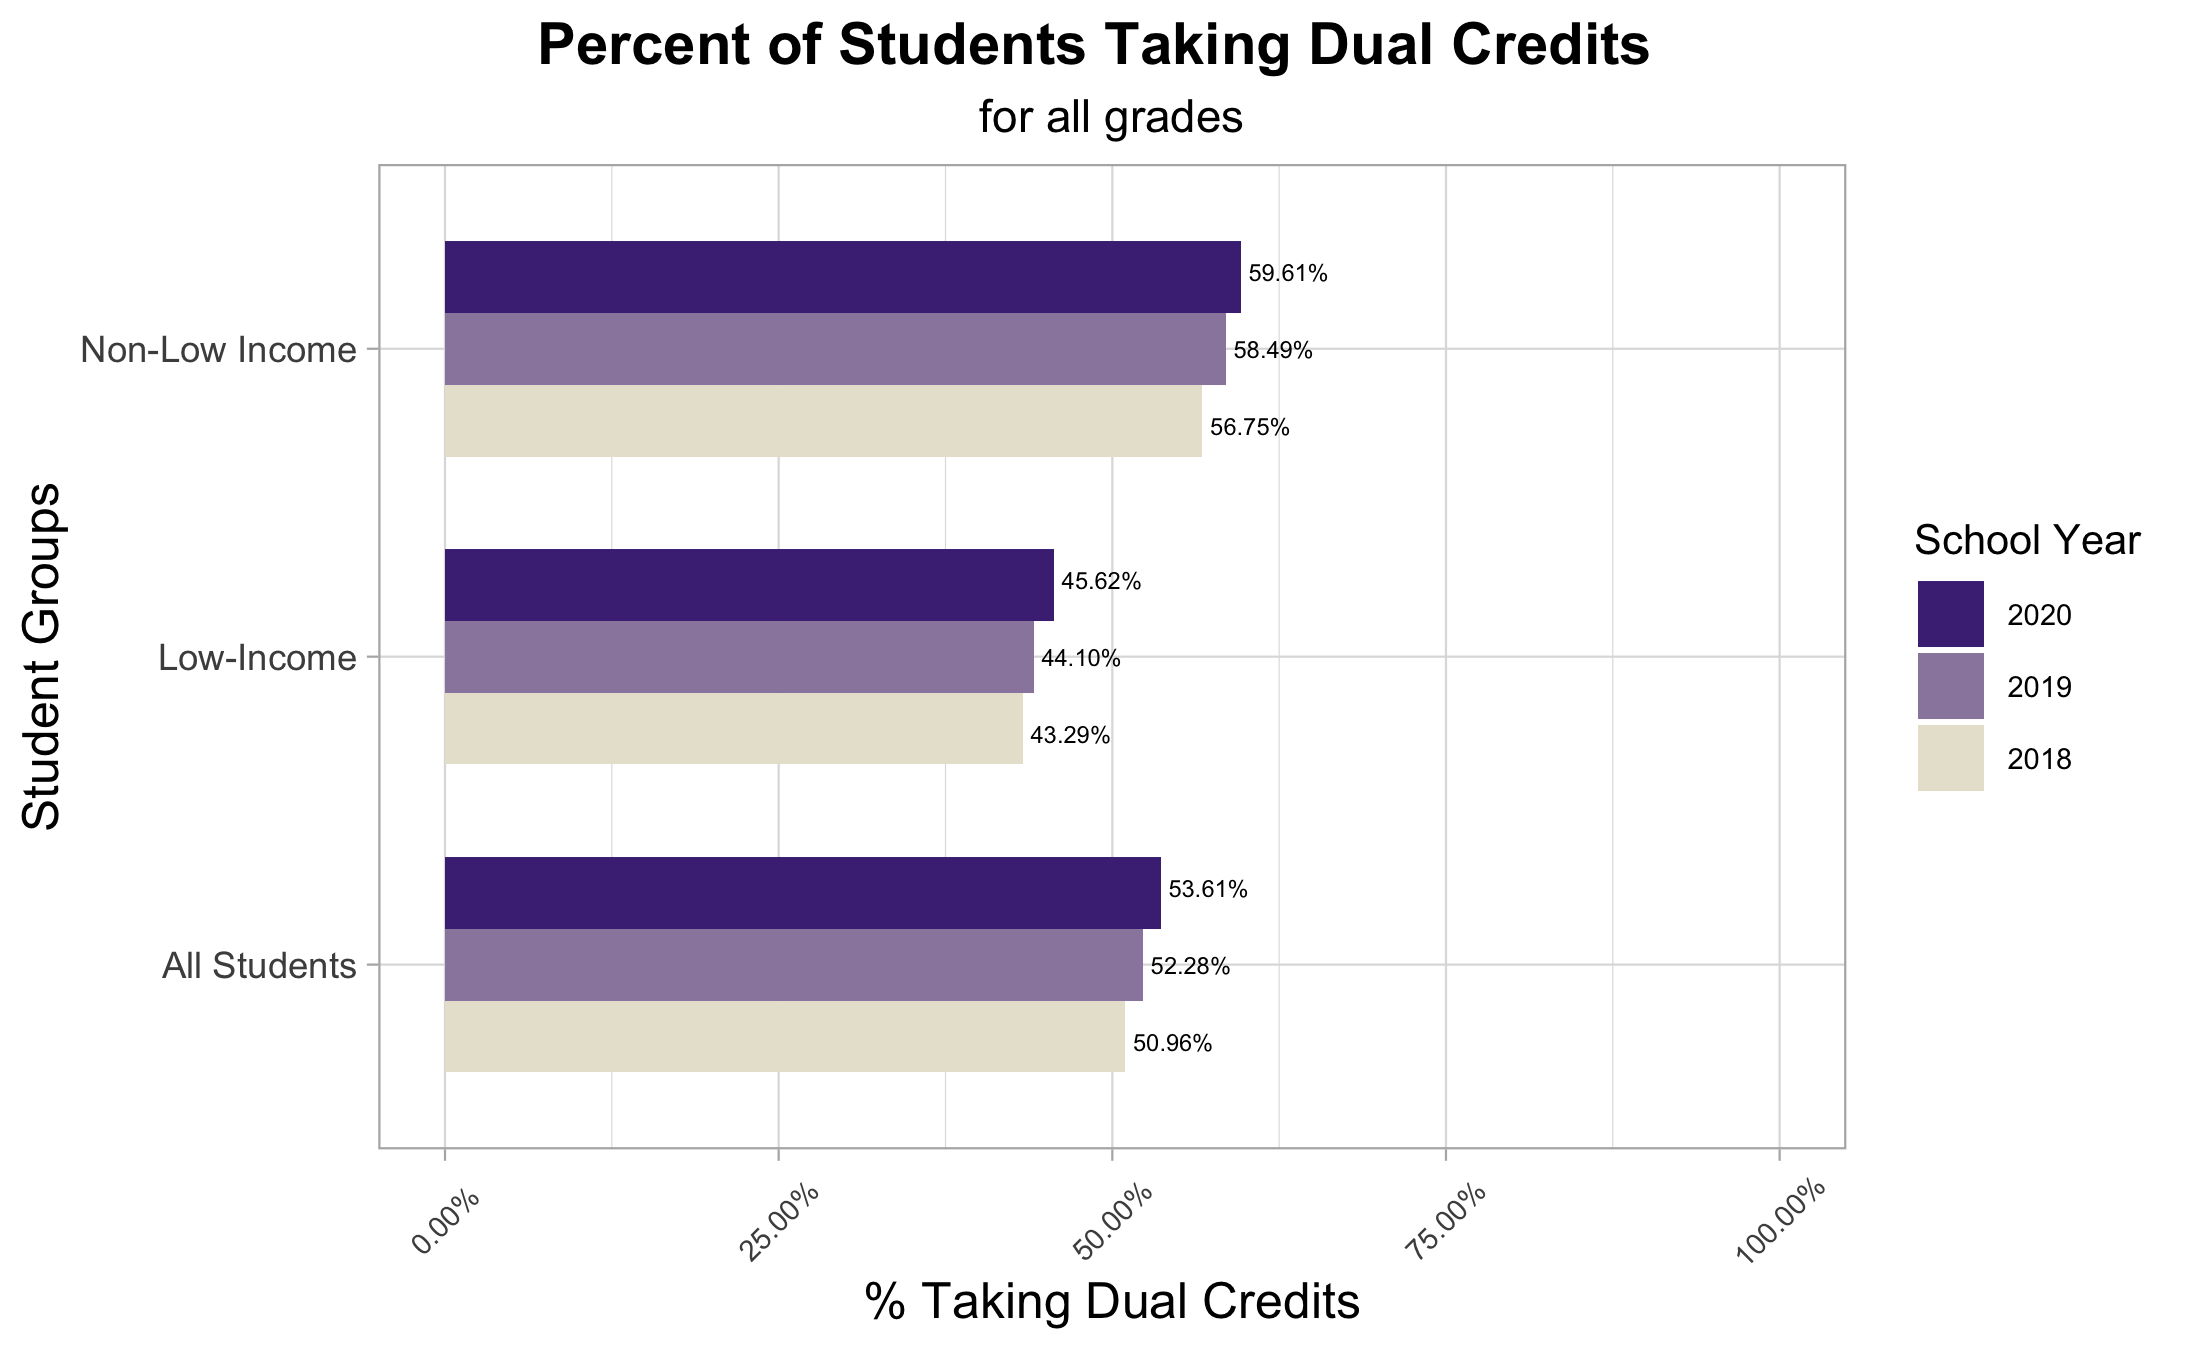 Percent of Students Taking Dual Credits
for all grades
Student Groups
Non-Low Income
59.61%
58.49%
56.75%
Low-Income
45.62%
44.10%
43.29%
All Students
53.61%
52.28%
50.96%
0.00%
25.00%
50.00%
75.00%
100.00%
% Taking Dual Credits
School Year
2020
2019
2018